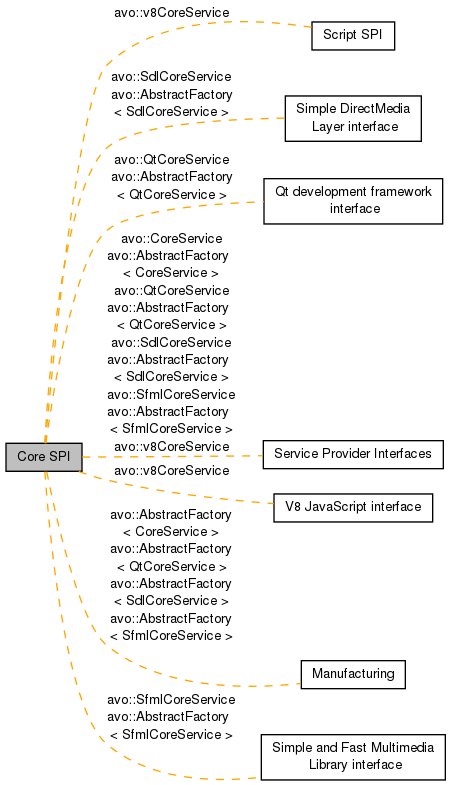 avo::v8CoreService
Script SPI
avo::SdlCoreService
avo::AbstractFactory
< SdlCoreService >
Simple DirectMedia
Layer interface
avo::QtCoreService
avo::AbstractFactory
< QtCoreService >
Qt development framework
interface
avo::CoreService
avo::AbstractFactory
< CoreService >
avo::QtCoreService
avo::AbstractFactory
< QtCoreService >
avo::SdlCoreService
avo::AbstractFactory
< SdlCoreService >
avo::SfmlCoreService
avo::AbstractFactory
< SfmlCoreService >
avo::v8CoreService
Core SPI
Service Provider Interfaces
avo::v8CoreService
V8 JavaScript interface
avo::AbstractFactory
< CoreService >
avo::AbstractFactory
< QtCoreService >
avo::AbstractFactory
< SdlCoreService >
avo::AbstractFactory
< SfmlCoreService >
Manufacturing
avo::SfmlCoreService
avo::AbstractFactory
< SfmlCoreService >
Simple and Fast Multimedia
Library interface